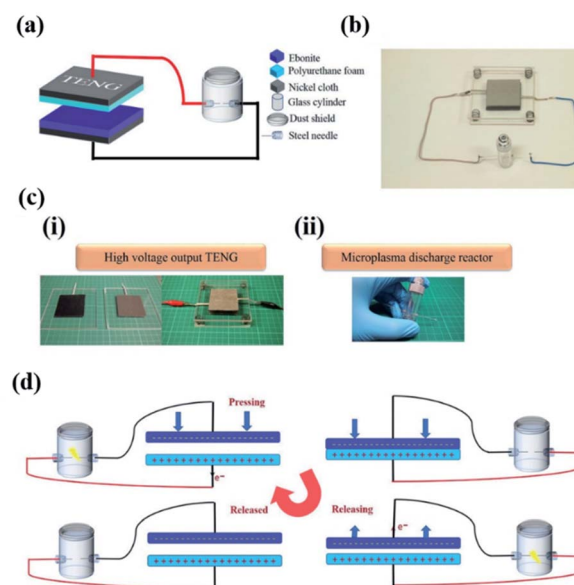 (a)
TENG
Ebonite
Polyurethane foam
Nickel cloth
Glass cylinder
Dust shield
Steel needle
(b)
(c)
(i)
High voltage output TENG
(ii)
Microplasma discharge reactor
(d)
Pressing
e⁻
Released
Releasing
e⁻